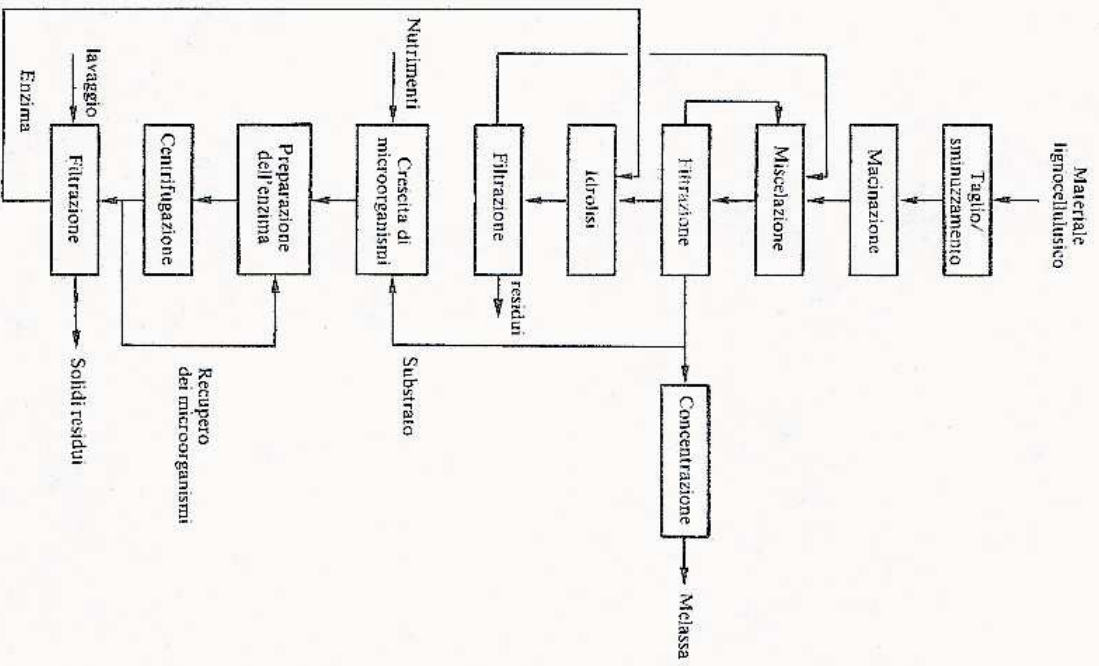 Materiale
lignocellulusico
Taglio/
sminuzzamento
Macinazione
Miscelazione
Filtrazione
Concentrazione
Melassa
Idrolisi
Filtrazione
residui
Nutrimenti
Crescita di
microorganismi
Substrato
Preparazione
dell'enzima
Centrifugazione
Recupero
dei microorganismi
lavaggio
Filtrazione
Solidi residui
Enzima